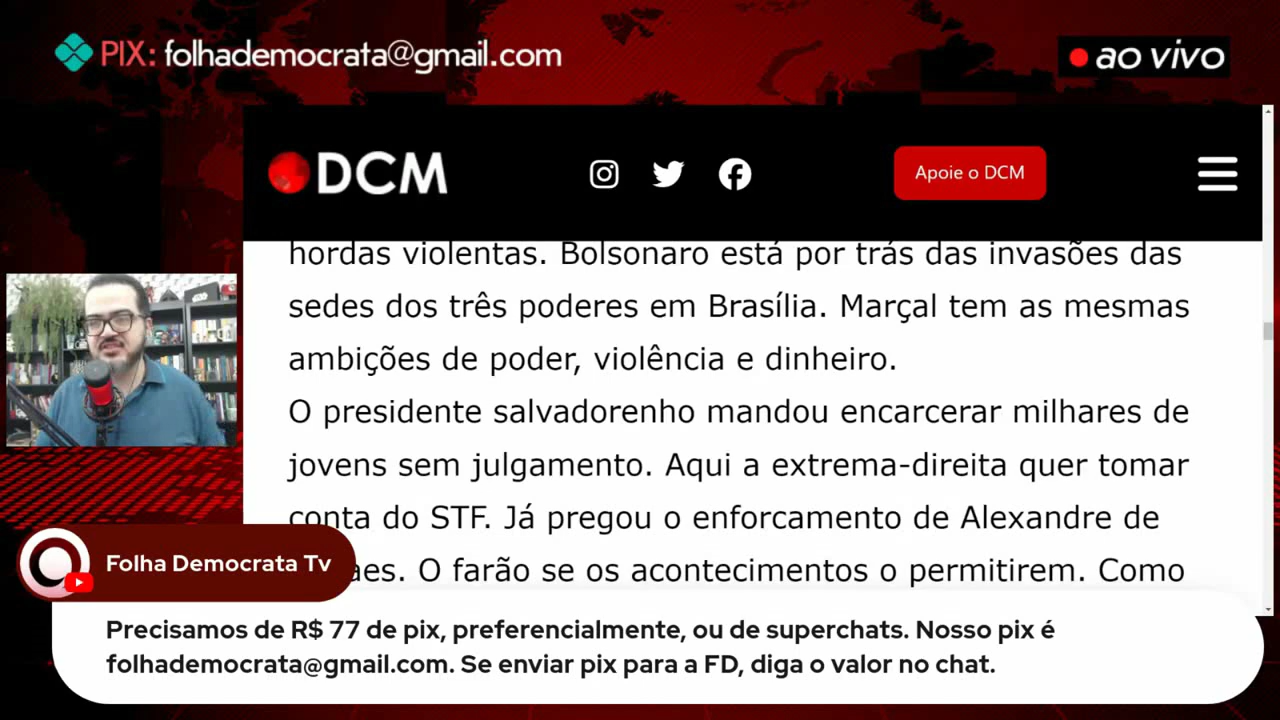 PIX: folhademocrata@gmail.com
ao vivo
DCM
Apoie o DCM
hordas violentas. Bolsonaro está por trás das invasões das
sedes dos três poderes em Brasília. Marçal tem as mesmas
ambições de poder, violência e dinheiro.
O presidente salvadorenho mandou encarcerar milhares de
jovens sem julgamento. Aqui a extrema-direita quer tomar
conta do STF. Já pregou o enforcamento de Alexandre de
aes. O farão se os acontecimentos o permitirem. Como
Folha Democrata Tv
Precisamos de R$ 77 de pix, preferencialmente, ou de superchats. Nosso pix é
folhademocrata@gmail.com. Se enviar pix para a FD, diga o valor no chat.